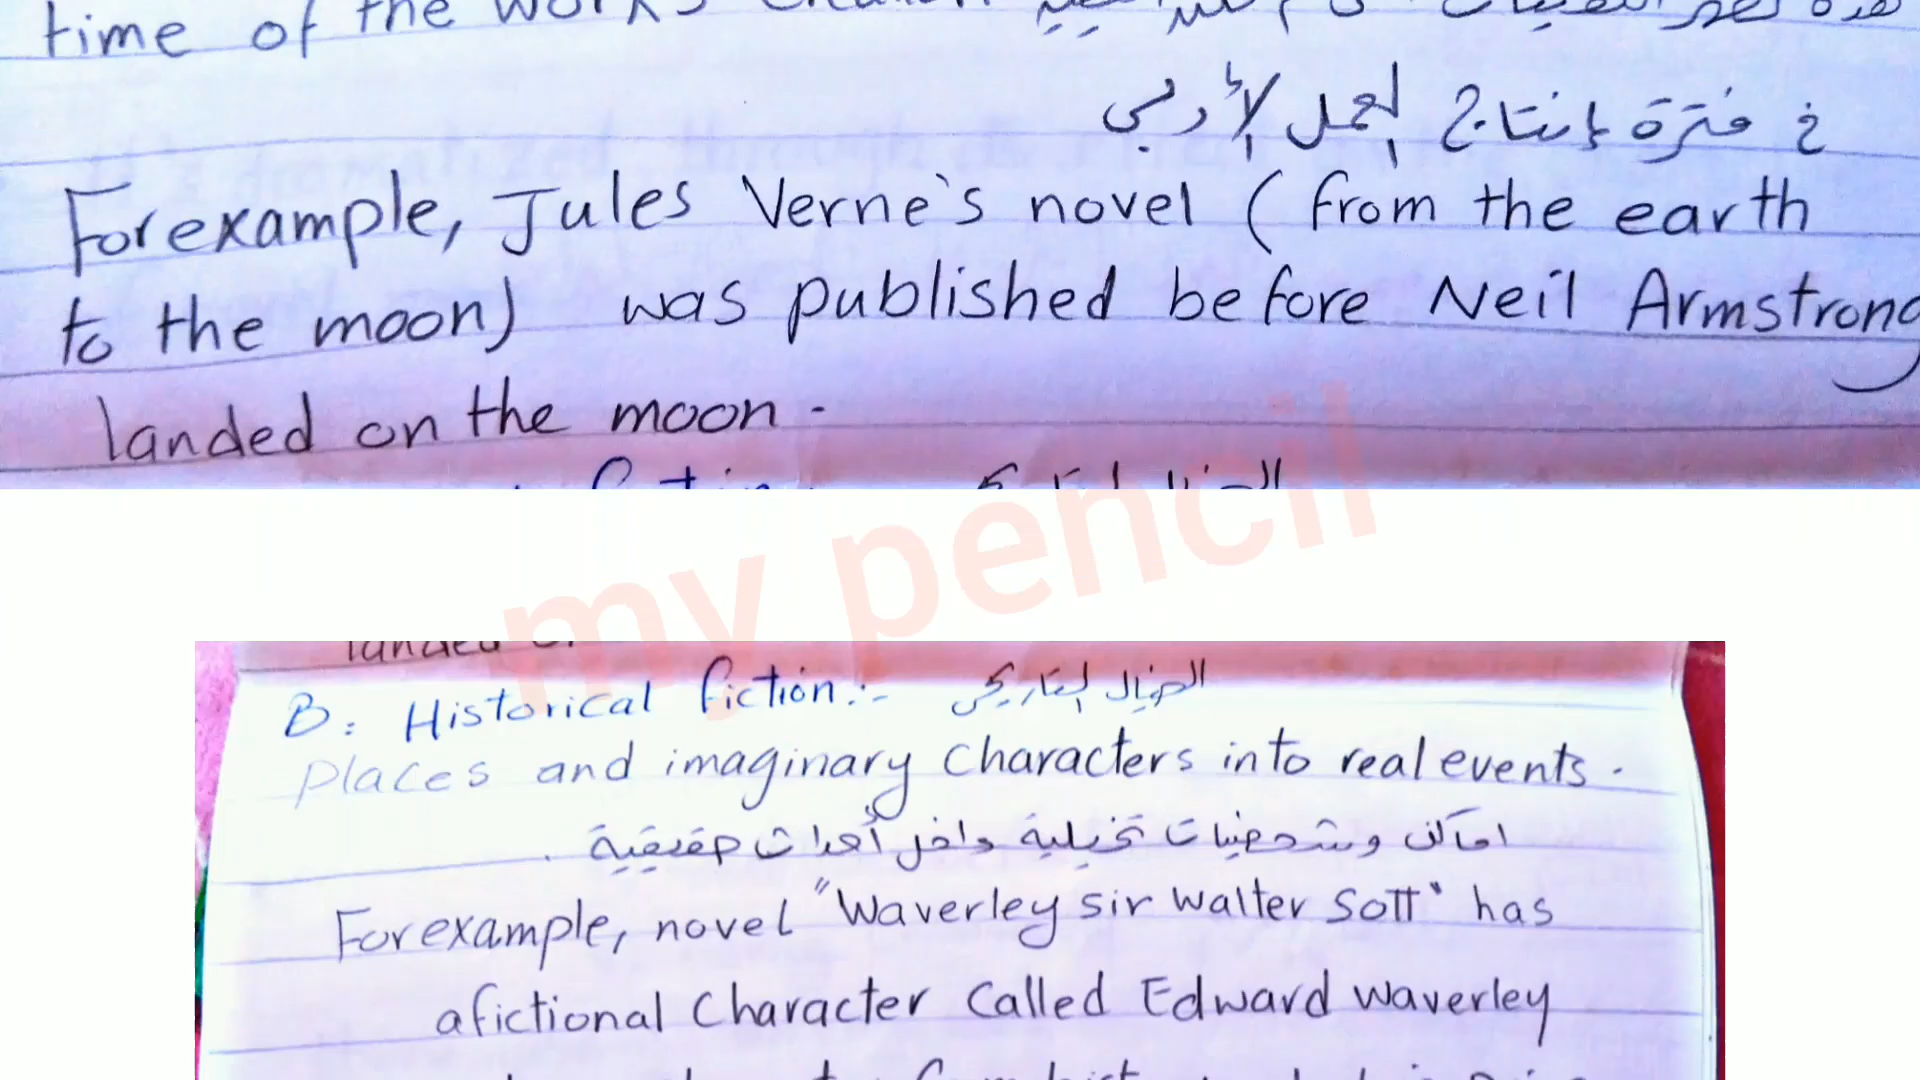 time of the work's
في فترة إنتاج العمل الأدبي
For example, Jules Verne's novel ( from the earth
to the moon) was published before Neil Armstrong
landed on the moon .
my pencil
landed
B: Historical fiction:- الخيال التاريخي
Places and imaginary characters into real events .
اماكن وشخصيات تخيلية داخل أحداث حقيقية .
For example, novel "Waverley sir Walter Sott" has
a fictional Character Called Edward Waverley